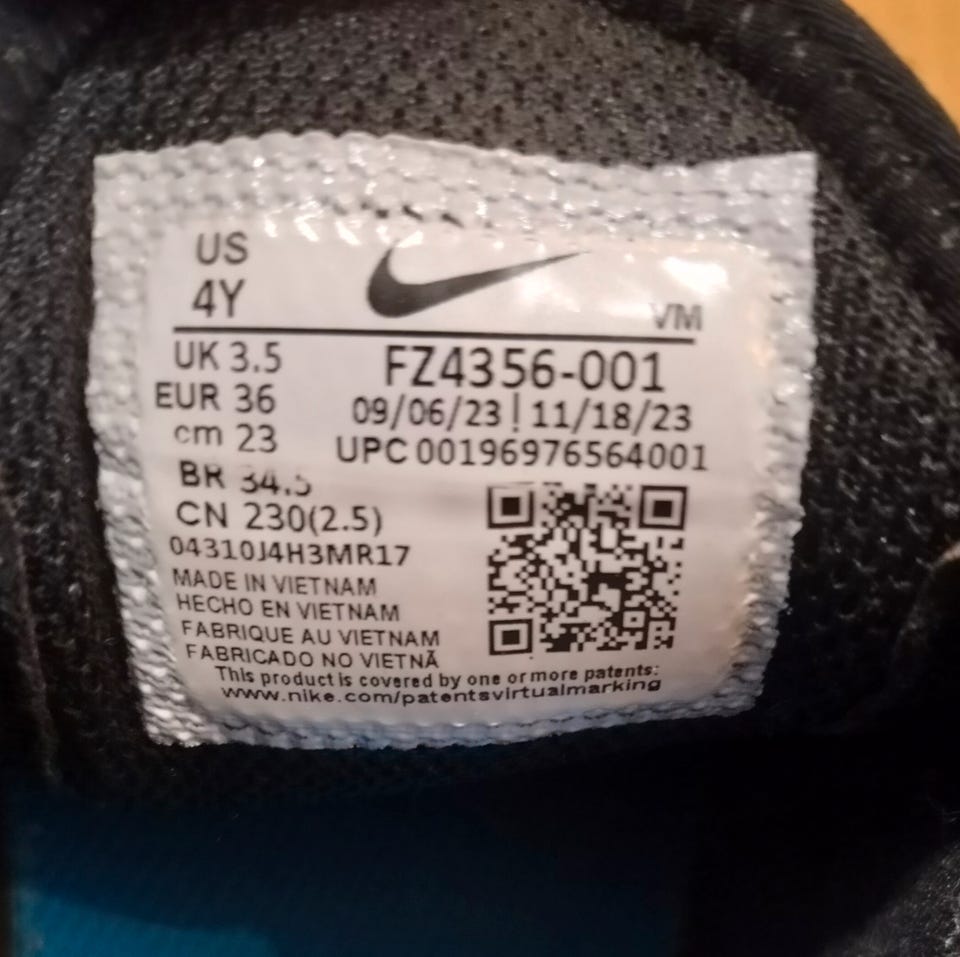 US
4Y
VM
UK 3.5
EUR 36
cm 23
BR 34.5
CN 230(2.5)
FZ4356-001
09/06/23 | 11/18/23
UPC 00196976564001
04310J4H3MR17
MADE IN VIETNAM
HECHO EN VIETNAM
FABRIQUE AU VIETNAM
FABRICADO NO VIETNÃ
This product is covered by one or more patents:
www.nike.com/patentsvirtualmarking